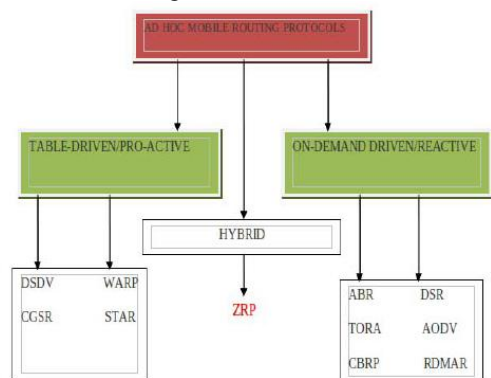 AD HOC MOBILE ROUTING PROTOCOLS
TABLE-DRIVEN/PRO-ACTIVE
ON-DEMAND DRIVEN/REACTIVE
HYBRID
DSDV WARP
CGSR STAR
ZRP
ABR DSR
TORA AODV
CBRP RDMAR